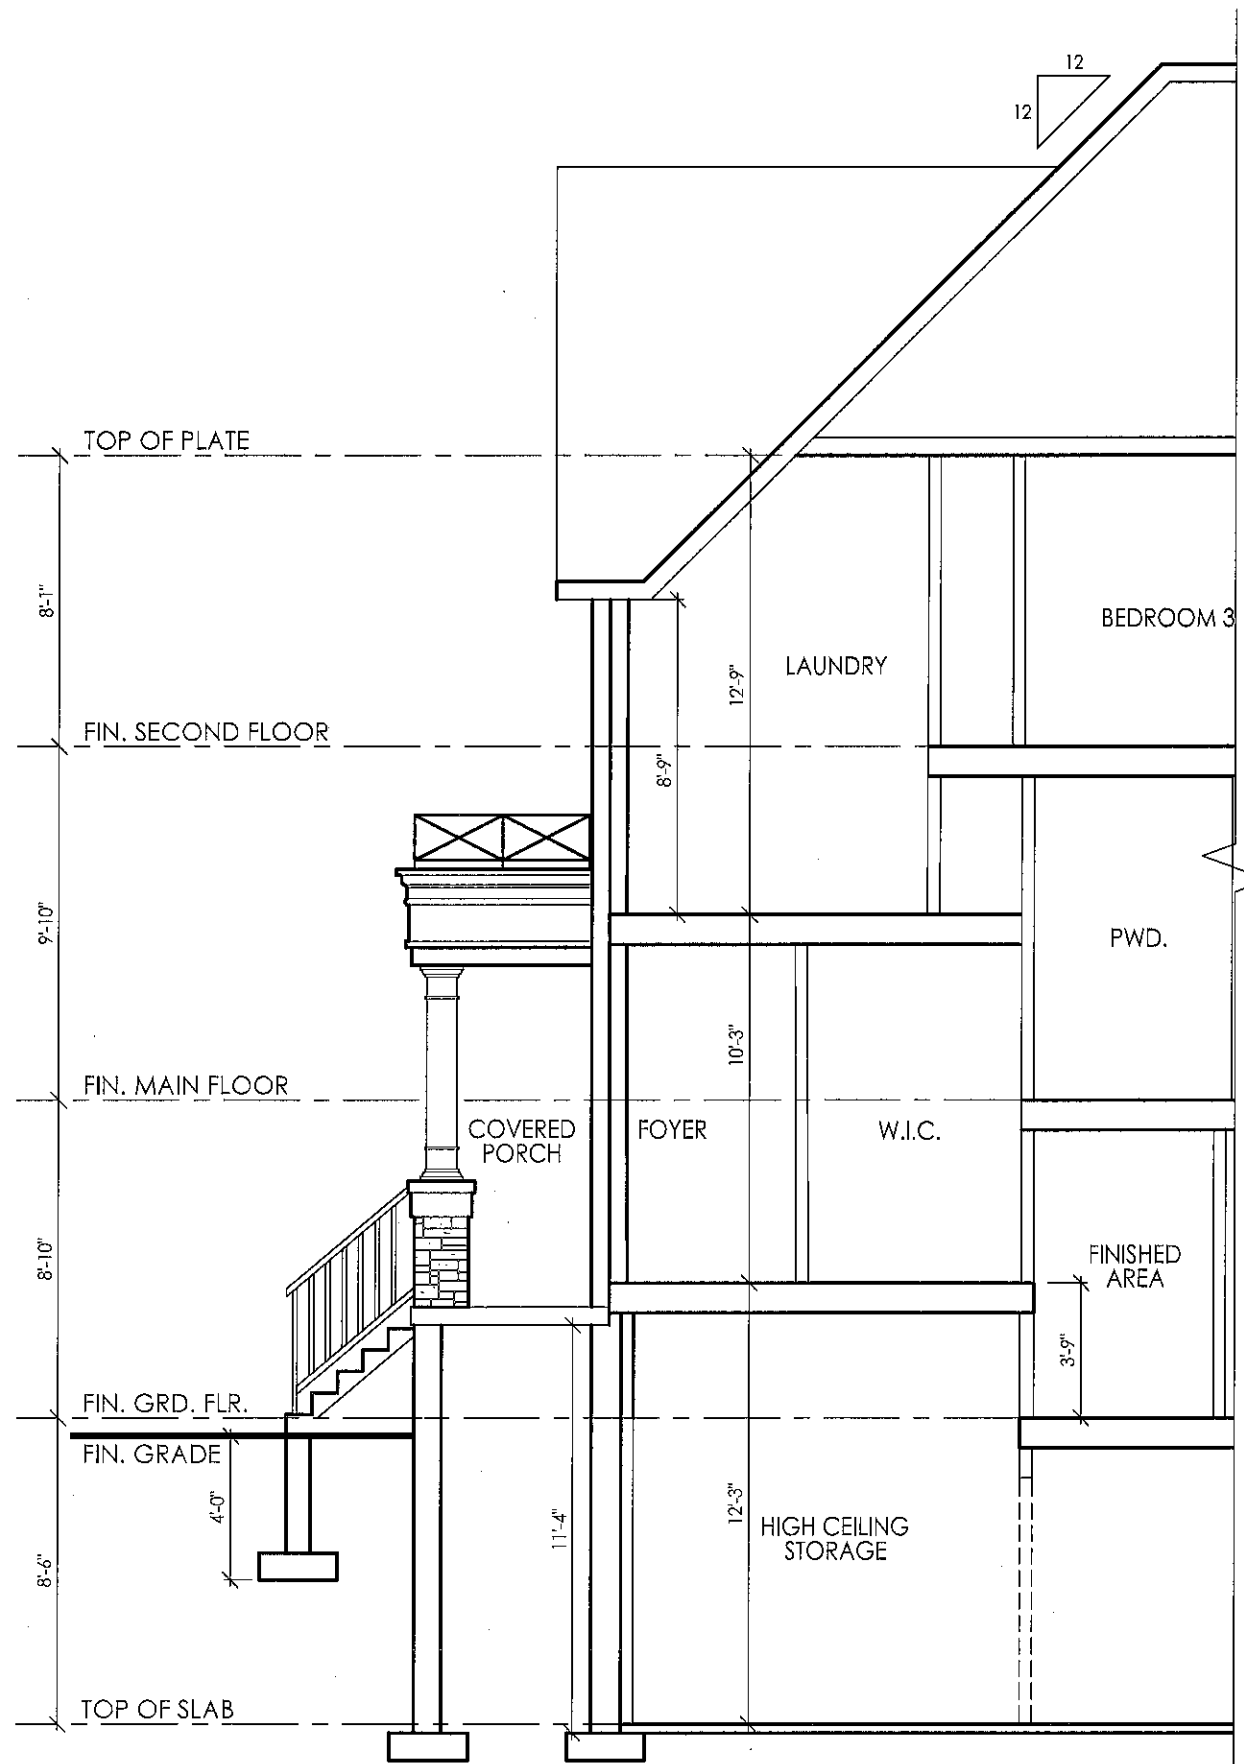 12
12
TOP OF PLATE
8'-1"
BEDROOM 3
LAUNDRY
12'-9"
FIN. SECOND FLOOR
8'-9"
9'-10"
PWD.
10'-3"
FIN. MAIN FLOOR
COVERED
PORCH
FOYER
W.I.C.
8'-10"
FINISHED
AREA
3'-9"
FIN. GRD. FLR.
FIN. GRADE
4'-0"
12'-3"
11'-4"
HIGH CEILING
STORAGE
8'-6"
TOP OF SLAB